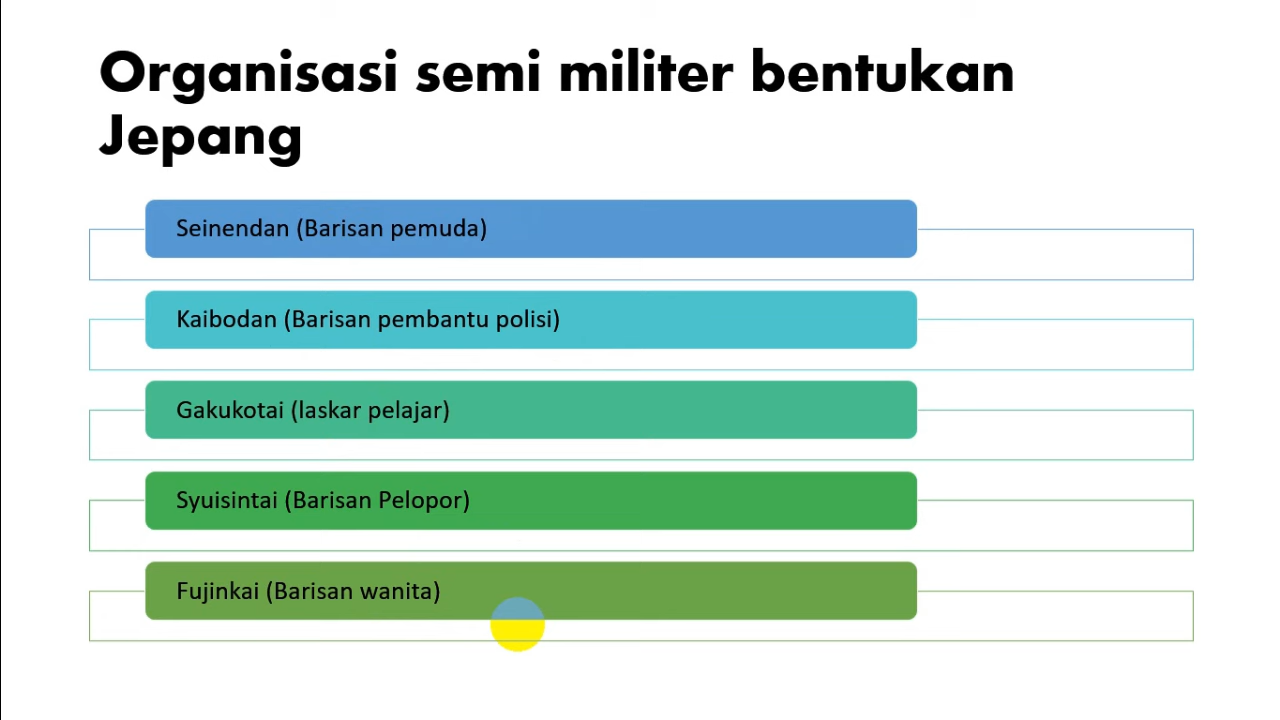 Organisasi semi militer bentukan
Jepang
Seinendan (Barisan pemuda)
Kaibodan (Barisan pembantu polisi)
Gakukotai (laskar pelajar)
Syuisintai (Barisan Pelopor)
Fujinkai (Barisan wanita)